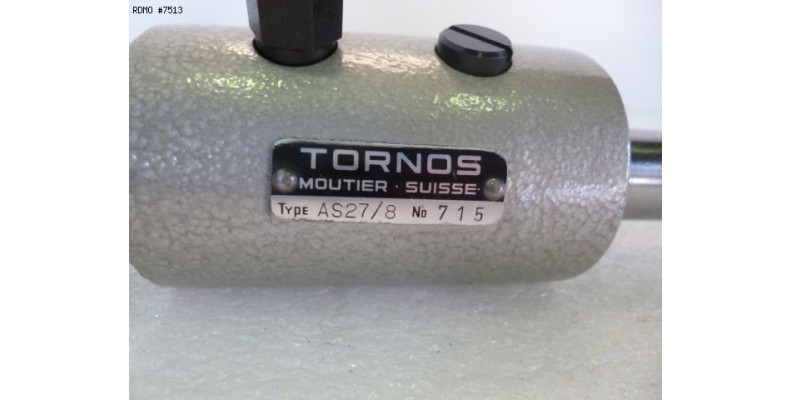 RDMO #7513
TORNOS
MOUTIER · SUISSE·
TYPE AS27/8 No 715